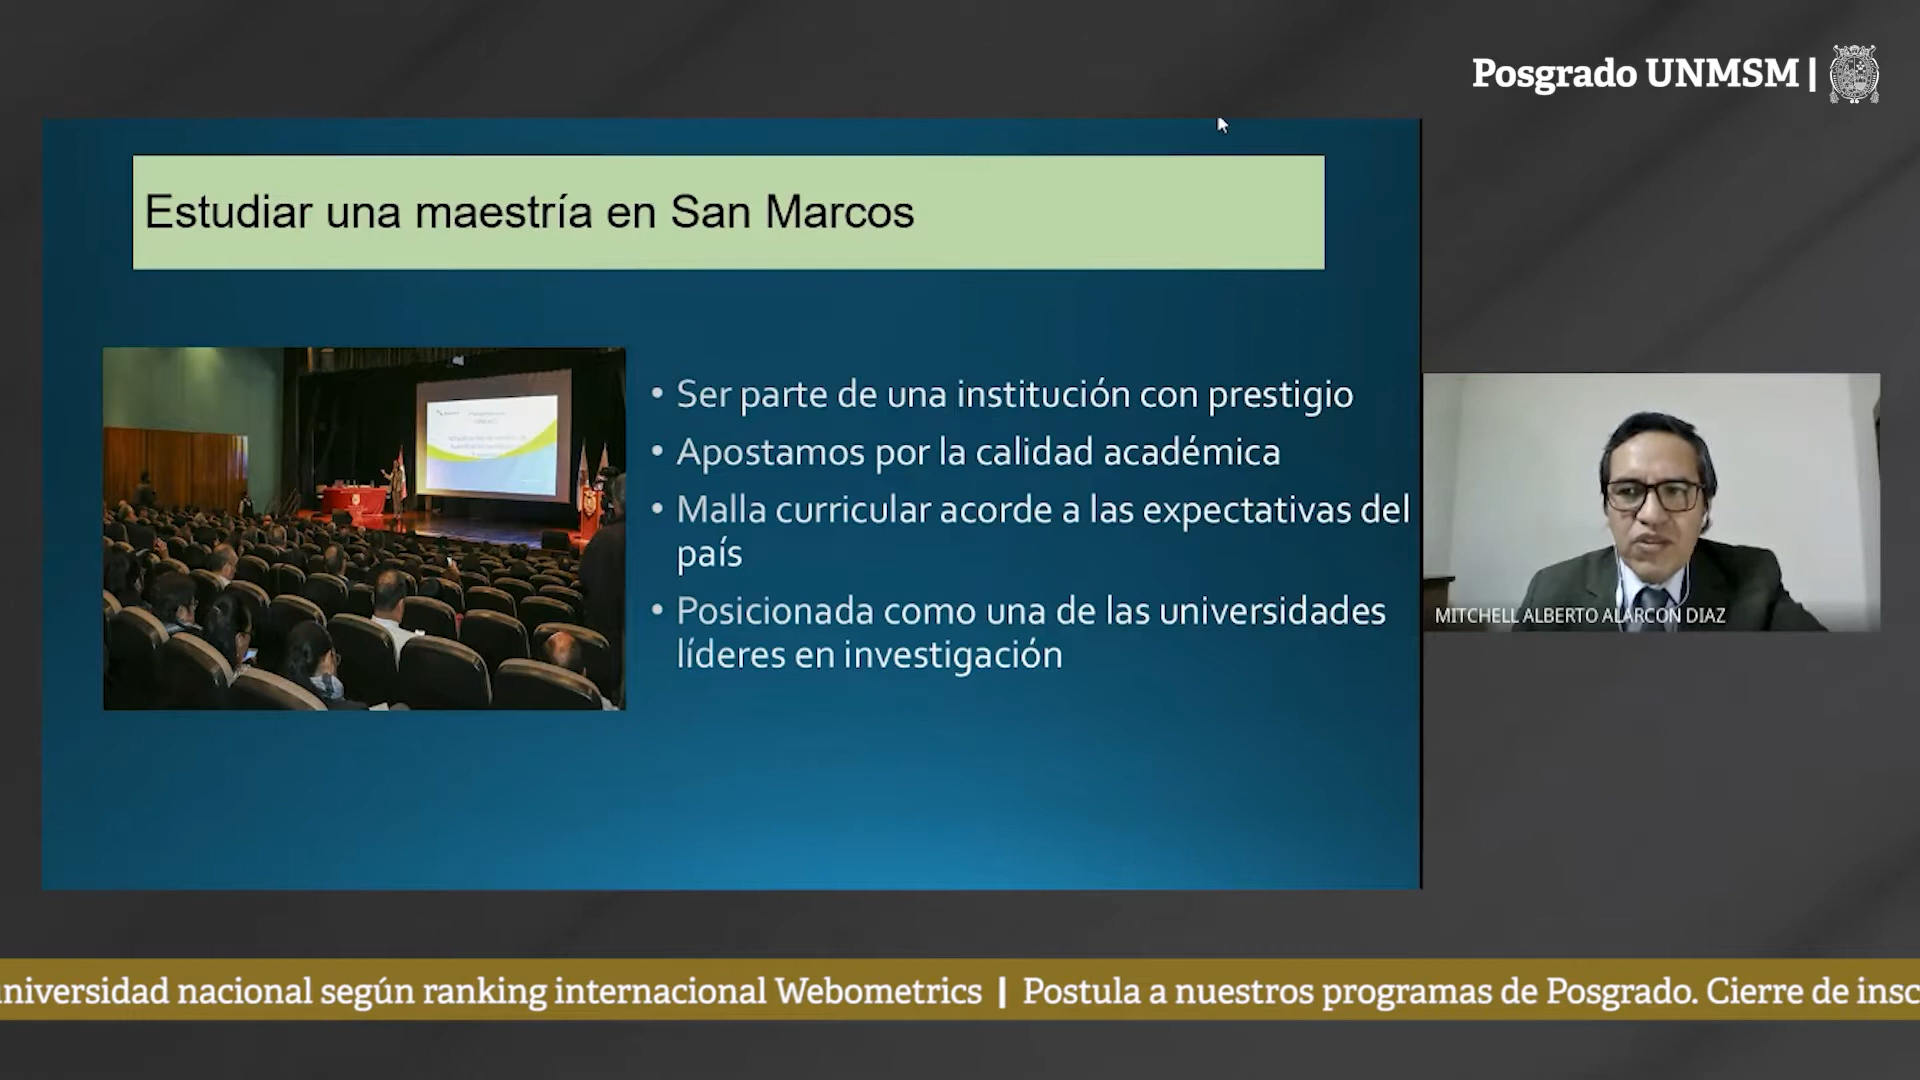 Posgrado UNMSM |
Estudiar una maestría en San Marcos
• Ser parte de una institución con prestigio
• Apostamos por la calidad académica
• Malla curricular acorde a las expectativas del
país
• Posicionada como una de las universidades
líderes en investigación
MITCHELL ALBERTO ALARCON DIAZ
niversidad nacional según ranking internacional Webometrics | Postula a nuestros programas de Posgrado. Cierre de insc